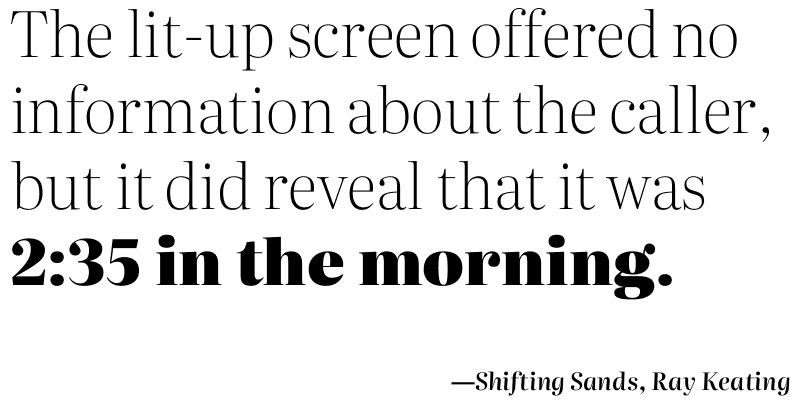 The lit-up screen offered no
information about the caller,
but it did reveal that it was
2:35 in the morning.
—Shifting Sands, Ray Keating